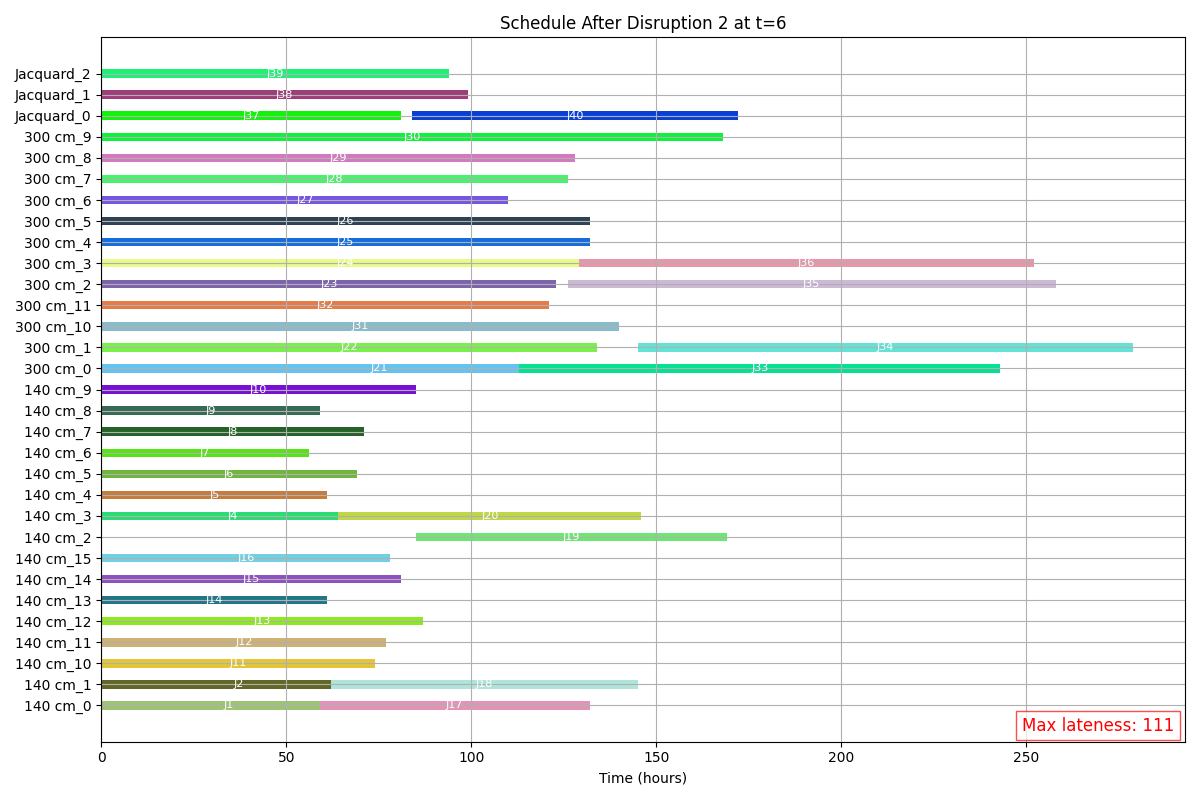 Schedule After Disruption 2 at t=6
Jacquard_2 J39
Jacquard_1 J38
Jacquard_0 J37 J40
300 cm_9 J30
300 cm_8 J29
300 cm_7 J28
300 cm_6 J27
300 cm_5 J26
300 cm_4 J25
300 cm_3 J24 J36
300 cm_2 J23 J35
300 cm_11 J32
300 cm_10 J31
300 cm_1 J22 J34
300 cm_0 J21 J33
140 cm_9 J10
140 cm_8 J9
140 cm_7 J8
140 cm_6 J7
140 cm_5 J6
140 cm_4 J5
140 cm_3 J4 J20
140 cm_2 J19
140 cm_15 J16
140 cm_14 J15
140 cm_13 J14
140 cm_12 J13
140 cm_11 J12
140 cm_10 J11
140 cm_1 J2 J18
140 cm_0 J1 J17
Max lateness: 111
0 50 100 150 200 250
Time (hours)